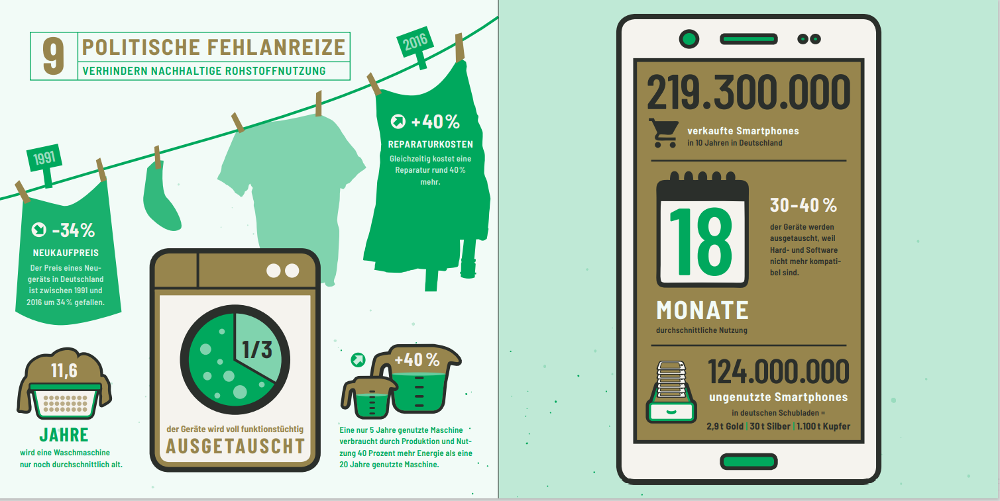 9
POLITISCHE FEHLANREIZE
VERHINDERN NACHHALTIGE ROHSTOFFNUTZUNG
1991
-34%
NEUKAUFPREIS
Der Preis eines Neu-
geräts in Deutschland
ist zwischen 1991 und
2016 um 34% gefallen.
2016
+40%
REPARATURKOSTEN
Gleichzeitig kostet eine
Reparatur rund 40%
mehr.
11,6
JAHRE
wird eine Waschmaschine
nur noch durchschnittlich alt.
1/3
der Geräte wird voll funktionstüchtig
AUSGETAUSCHT
+40%
Eine nur 5 Jahre genutzte Maschine
verbraucht durch Produktion und Nut-
zung 40 Prozent mehr Energie als eine
20 Jahre genutzte Maschine.
219.300.000
verkaufte Smartphones
in 10 Jahren in Deutschland
18
MONATE
durchschnittliche Nutzung
30-40%
der Geräte werden
ausgetauscht, weil
Hard- und Software
nicht mehr kompati-
bel sind.
124.000.000
ungenutzte Smartphones
in deutschen Schubladen =
2,9 t Gold | 30 t Silber | 1.100 t Kupfer